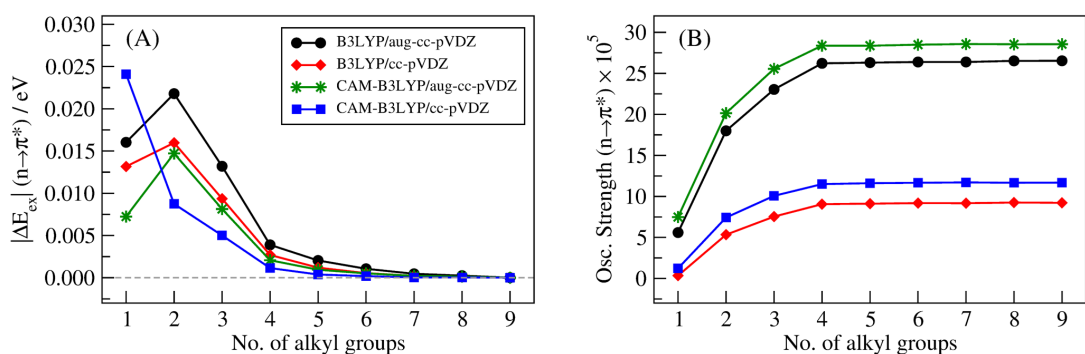 (A)
|ΔE_ex| (n→π*) / eV
0.030
0.025
0.020
0.015
0.010
0.005
0.000
B3LYP/aug-cc-pVDZ
B3LYP/cc-pVDZ
CAM-B3LYP/aug-cc-pVDZ
CAM-B3LYP/cc-pVDZ
1 2 3 4 5 6 7 8 9
No. of alkyl groups
(B)
Osc. Strength (n→π*) × 10⁵
30
25
20
15
10
5
0
1 2 3 4 5 6 7 8 9
No. of alkyl groups